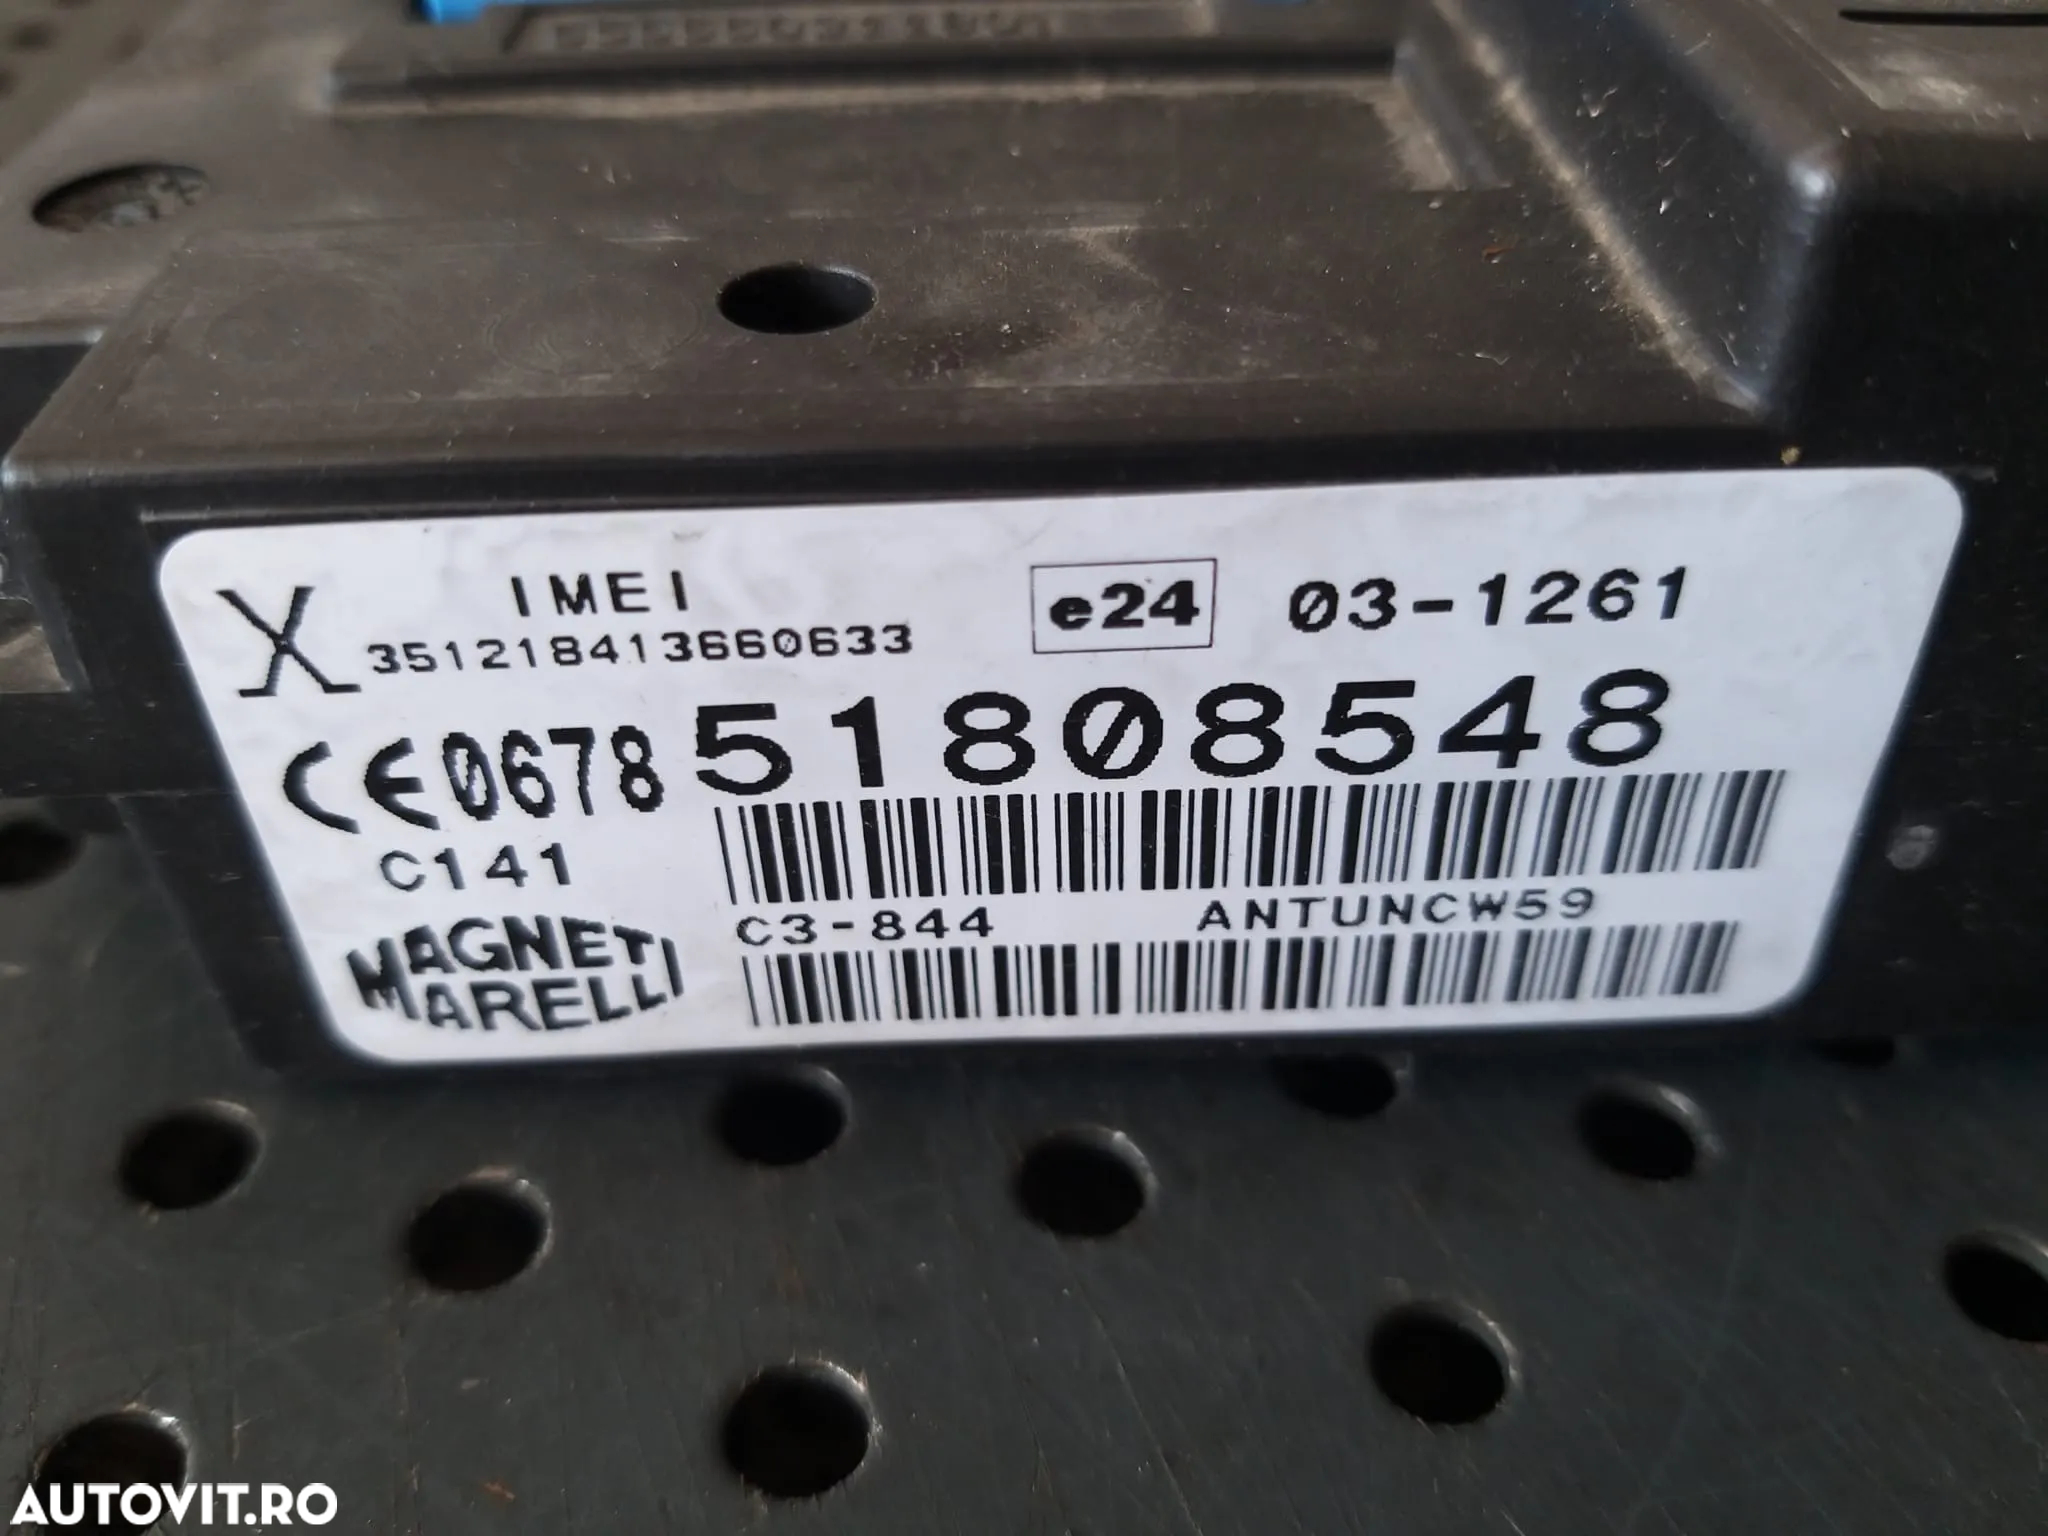 X IMEI e24 03-1261
351218413660633
CE0678 51808548
C141
C3-844 ANTUNCW59
MAGNETI
MARELLI
AUTOVIT.RO